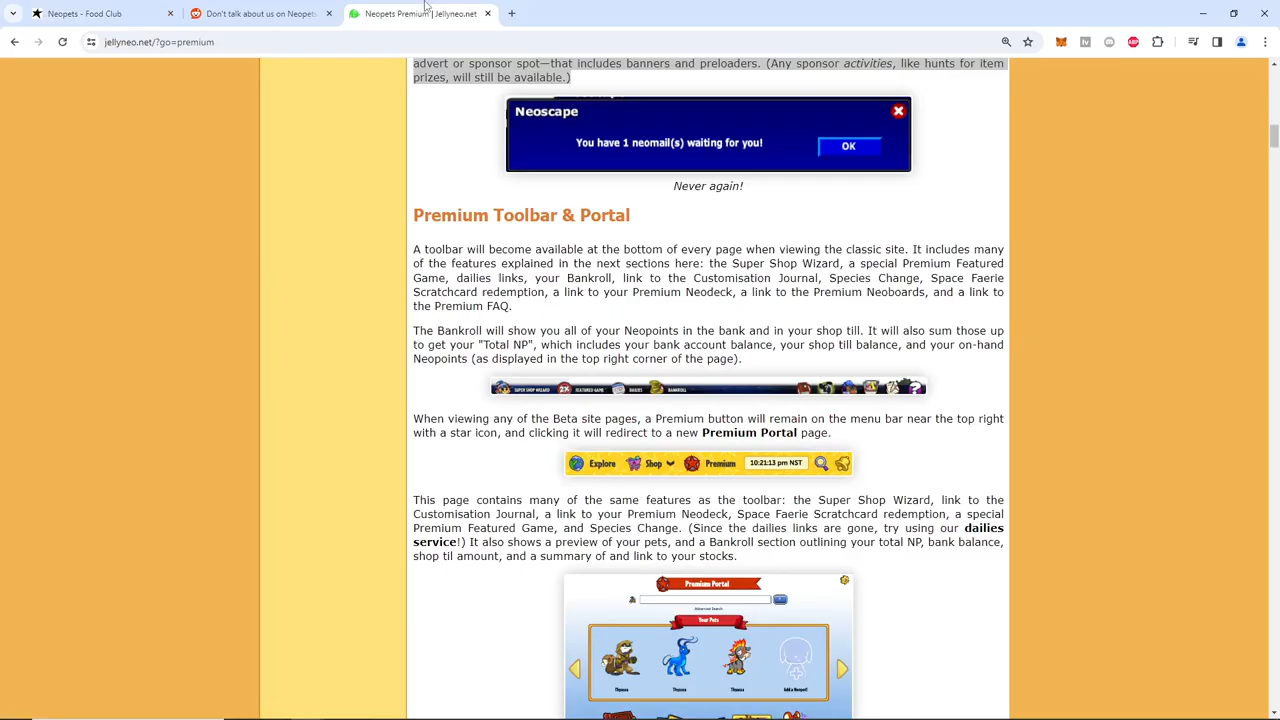 Neopets - Food Club
Don't talk about us on Neopets
Neopets Premium | Jellyneo.net
jellyneo.net/?go=premium
advert or sponsor spot—that includes banners and preloaders. (Any sponsor activities, like hunts for item
prizes, will still be available.)
Neoscape
You have 1 neomail(s) waiting for you!
OK
Never again!
Premium Toolbar & Portal
A toolbar will become available at the bottom of every page when viewing the classic site. It includes many
of the features explained in the next sections here: the Super Shop Wizard, a special Premium Featured
Game, dailies links, your Bankroll, link to the Customisation Journal, Species Change, Space Faerie
Scratchcard redemption, a link to your Premium Neodeck, a link to the Premium Neoboards, and a link to
the Premium FAQ.
The Bankroll will show you all of your Neopoints in the bank and in your shop till. It will also sum those up
to get your "Total NP", which includes your bank account balance, your shop till balance, and your on-hand
Neopoints (as displayed in the top right corner of the page).
SUPER SHOP WIZARD 2X FEATURED GAME DAILIES BANKROLL
When viewing any of the Beta site pages, a Premium button will remain on the menu bar near the top right
with a star icon, and clicking it will redirect to a new Premium Portal page.
Explore Shop Premium 10:21:13 pm NST
This page contains many of the same features as the toolbar: the Super Shop Wizard, link to the
Customisation Journal, a link to your Premium Neodeck, Space Faerie Scratchcard redemption, a special
Premium Featured Game, and Species Change. (Since the dailies links are gone, try using our dailies
service!) It also shows a preview of your pets, and a Bankroll section outlining your total NP, bank balance,
shop til amount, and a summary of and link to your stocks.
Premium Portal
Advanced Search
Your Pets
Add a Neopet!